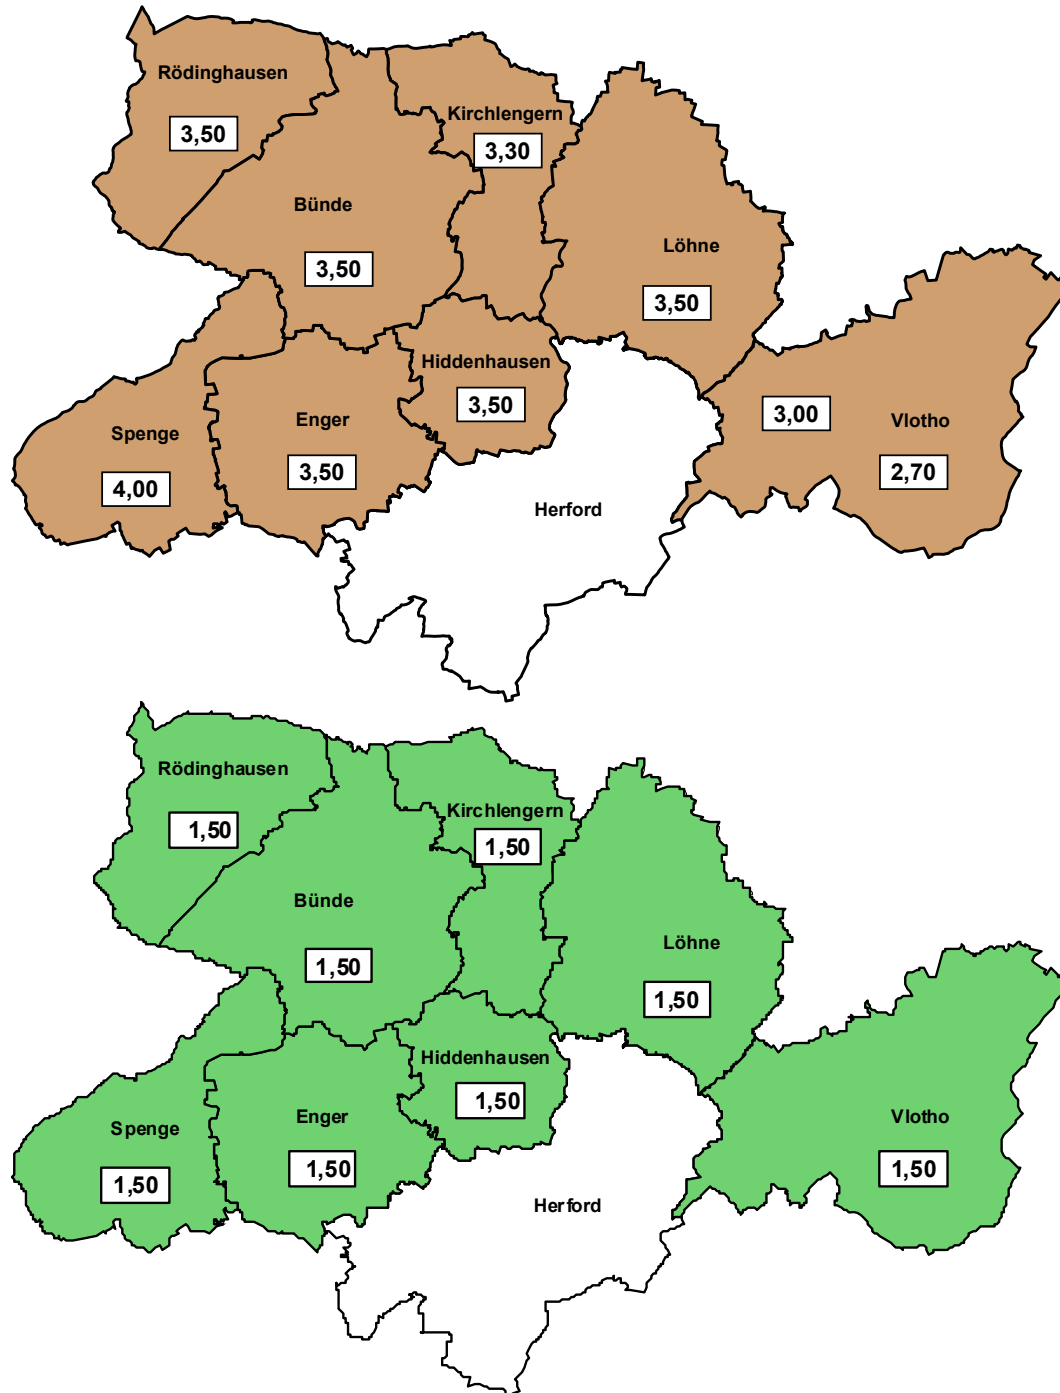 Rödinghausen
3,50
Kirchlengern
3,30
Bünde
3,50
Löhne
3,50
Hiddenhausen
3,50
Spenge
4,00
Enger
3,50
3,00
Vlotho
2,70
Herford
Rödinghausen
1,50
Kirchlengern
1,50
Bünde
1,50
Löhne
1,50
Hiddenhausen
1,50
Spenge
1,50
Enger
1,50
Vlotho
1,50
Herford